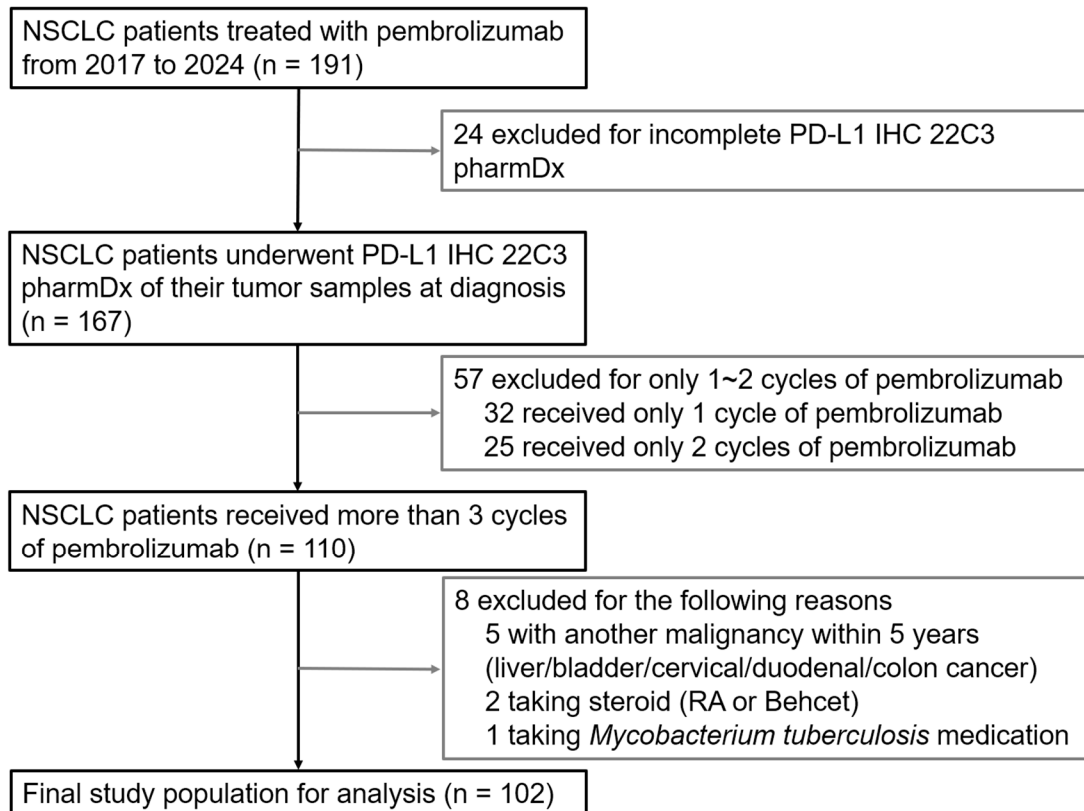 NSCLC patients treated with pembrolizumab
from 2017 to 2024 (n = 191)
24 excluded for incomplete PD-L1 IHC 22C3
pharmDx
NSCLC patients underwent PD-L1 IHC 22C3
pharmDx of their tumor samples at diagnosis
(n = 167)
57 excluded for only 1~2 cycles of pembrolizumab
32 received only 1 cycle of pembrolizumab
25 received only 2 cycles of pembrolizumab
NSCLC patients received more than 3 cycles
of pembrolizumab (n = 110)
8 excluded for the following reasons
5 with another malignancy within 5 years
(liver/bladder/cervical/duodenal/colon cancer)
2 taking steroid (RA or Behcet)
1 taking Mycobacterium tuberculosis medication
Final study population for analysis (n = 102)